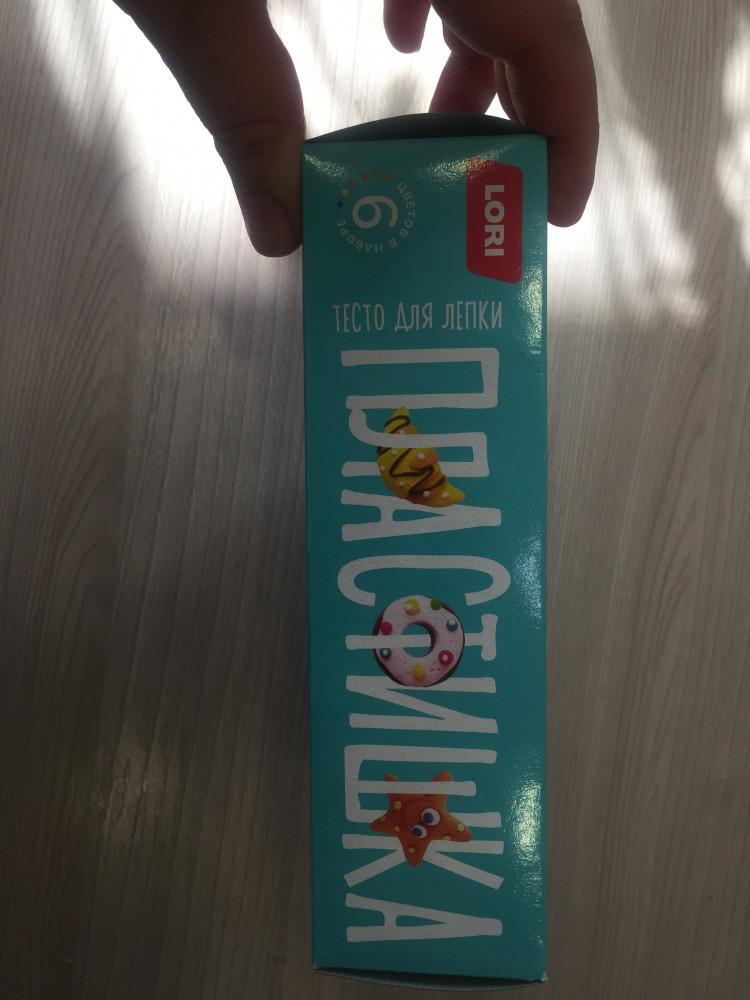 LORI
6
ЦВЕТОВ В НАБОРЕ
ТЕСТО ДЛЯ ЛЕПКИ
ПЛАСТИШКА